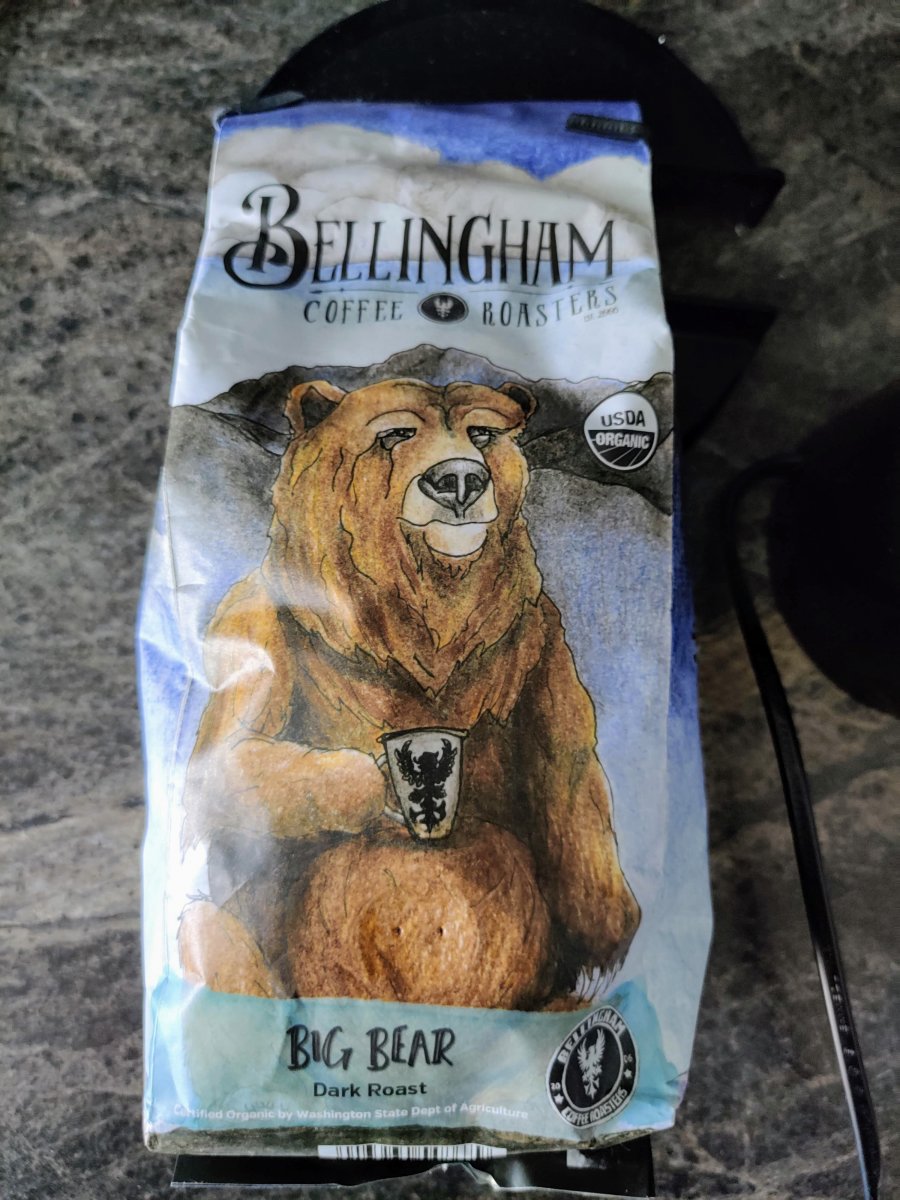 BELLINGHAM
COFFEE ROASTERS
USDA
ORGANIC
BIG BEAR
Dark Roast
Certified Organic by Washington State Dept of Agriculture
BELLINGHAM
COFFEE ROASTERS